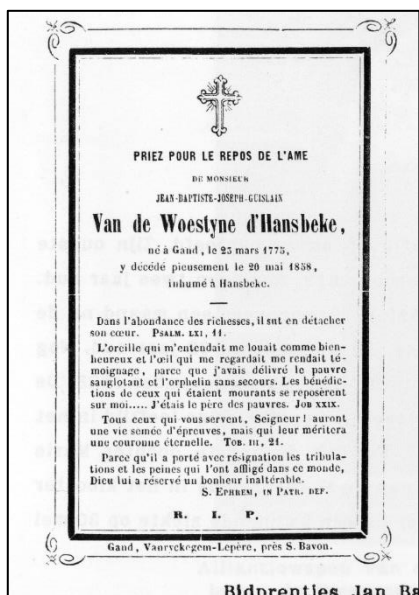 PRIEZ POUR LE REPOS DE L'AME
DE MONSIEUR
JEAN-BAPTISTE-JOSEPH-GUISLAIN
Van de Woestyne d'Hansbeke,
né à Gand, le 25 mars 1775,
y décédé pieusement le 20 mai 1858,
inhumé à Hansbeke.
Dans l'abondance des richesses, il sut en détacher
son cœur. PSALM. LXI, 11.
L'oreille qui m'entendait me louait comme bien-
heureux et l'œil qui me regardait me rendait té-
moignage, parce que j'avais délivré le pauvre
sanglotant et l'orphelin sans secours. Les bénédic-
tions de ceux qui étaient mourants se reposèrent
sur moi..... J'étais le père des pauvres. JOB XXIX.
Tous ceux qui vous servent, Seigneur! auront
une vie semée d'épreuves, mais qui leur méritera
une couronne éternelle. TOB. III, 21.
Parce qu'il a porté avec résignation les tribula-
tions et les peines qui l'ont affligé dans ce monde,
Dieu lui a réservé un bonheur inaltérable.
S. EPHREM, IN PATR. DEF.
R. I. P.
Gand, Vanryckegem-Lepère, près S. Bavon.
Bidprentjes Jan Ba